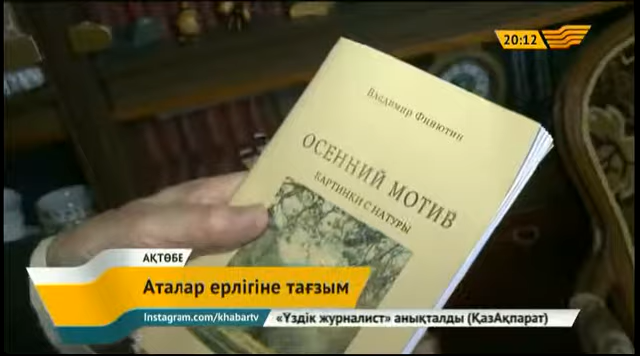 20:12
Владимир Финютин
ОСЕННИЙ МОТИВ
КАРТИНКИ С НАТУРЫ
АҚТӨБЕ
Аталар ерлігіне тағзым
Instagram.com/khabartv
«Үздік журналист» анықталды (ҚазАқпарат)